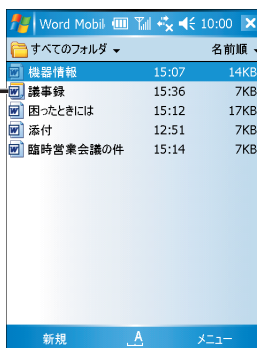 Word Mobil 10:00
すべてのフォルダ 名前順
機器情報 15:07 14KB
議事録 15:36 7KB
困ったときには 15:12 17KB
添付 12:51 7KB
臨時営業会議の件 15:14 7KB
新規 A メニュー